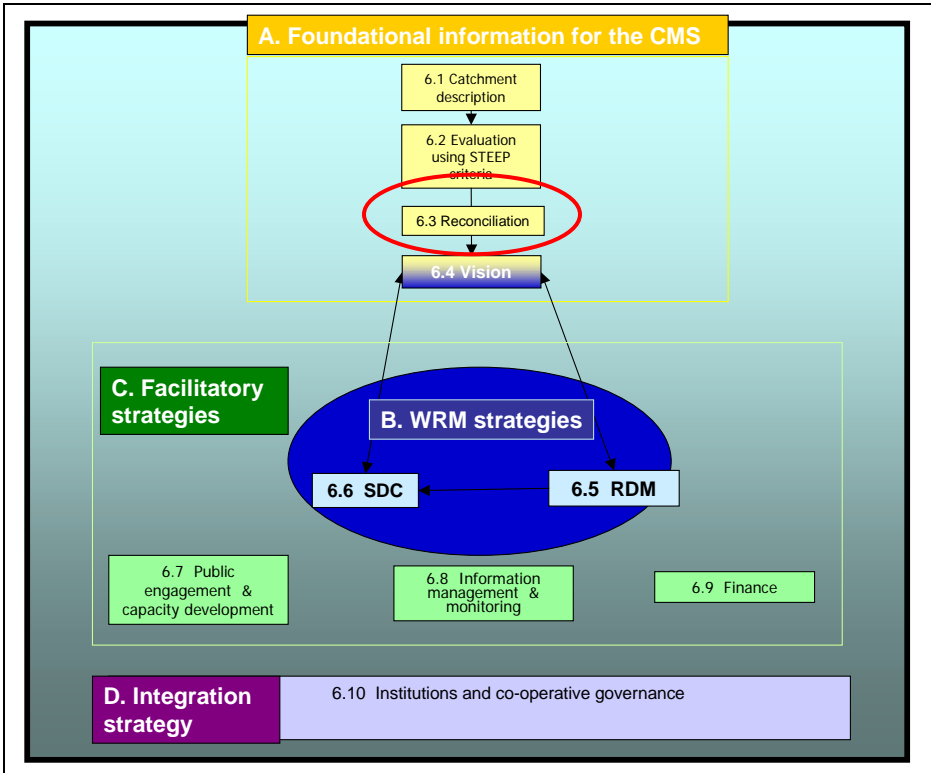 A. Foundational information for the CMS
6.1 Catchment
description
6.2 Evaluation
using STEEP
criteria
6.3 Reconciliation
6.4 Vision
C. Facilitatory
strategies
B. WRM strategies
6.6 SDC
6.5 RDM
6.7 Public
engagement &
capacity development
6.8 Information
management &
monitoring
6.9 Finance
D. Integration
strategy
6.10 Institutions and co-operative governance